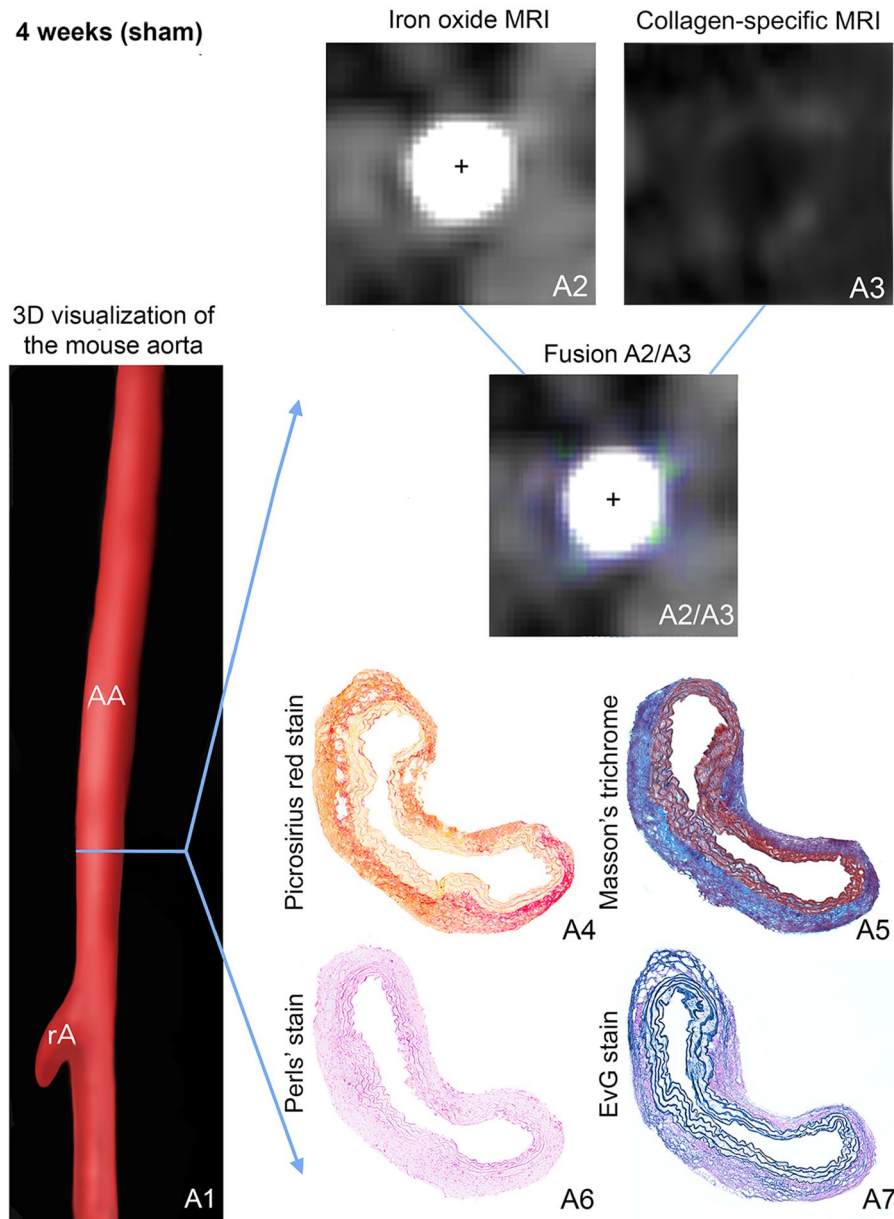 4 weeks (sham)
Iron oxide MRI
Collagen-specific MRI
+
A2
A3
3D visualization of
the mouse aorta
Fusion A2/A3
+
A2/A3
AA
rA
A1
Picrosirius red stain
A4
Masson's trichrome
A5
Perls' stain
A6
EvG stain
A7